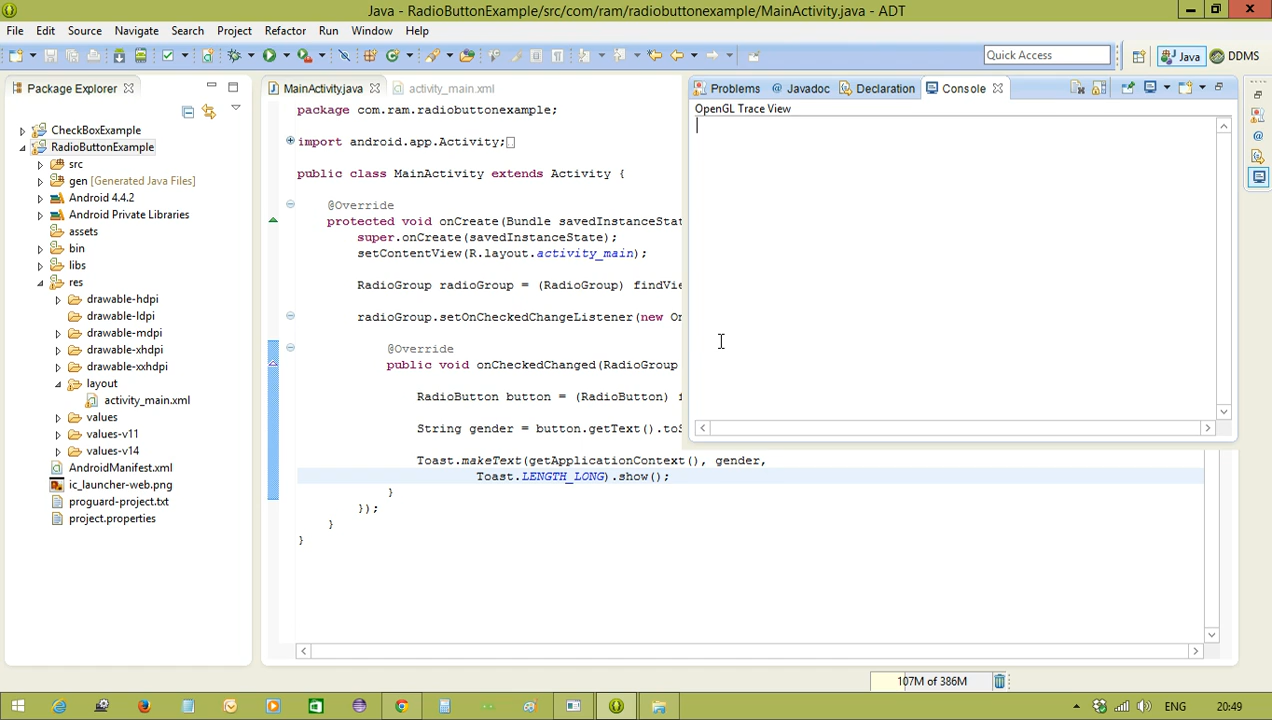 Java - RadioButtonExample/src/com/ram/radiobuttonexample/MainActivity.java - ADT
File Edit Source Navigate Search Project Refactor Run Window Help
Quick Access
Java
DDMS
Package Explorer
CheckBoxExample
RadioButtonExample
src
gen [Generated Java Files]
Android 4.4.2
Android Private Libraries
assets
bin
libs
res
drawable-hdpi
drawable-ldpi
drawable-mdpi
drawable-xhdpi
drawable-xxhdpi
layout
activity_main.xml
values
values-v11
values-v14
AndroidManifest.xml
ic_launcher-web.png
proguard-project.txt
project.properties
MainActivity.java
activity_main.xml
package com.ram.radiobuttonexample;
import android.app.Activity;
public class MainActivity extends Activity {
@Override
protected void onCreate(Bundle savedInstanceStat
super.onCreate(savedInstanceState);
setContentView(R.layout.activity_main);
RadioGroup radioGroup = (RadioGroup) findVie
radioGroup.setOnCheckedChangeListener(new On
@Override
public void onCheckedChanged(RadioGroup
RadioButton button = (RadioButton) f
String gender = button.getText().toS
Toast.makeText(getApplicationContext(), gender,
Toast.LENGTH_LONG).show();
}
});
}
}
Problems
@ Javadoc
Declaration
Console
OpenGL Trace View
107M of 386M
ENG
20:49